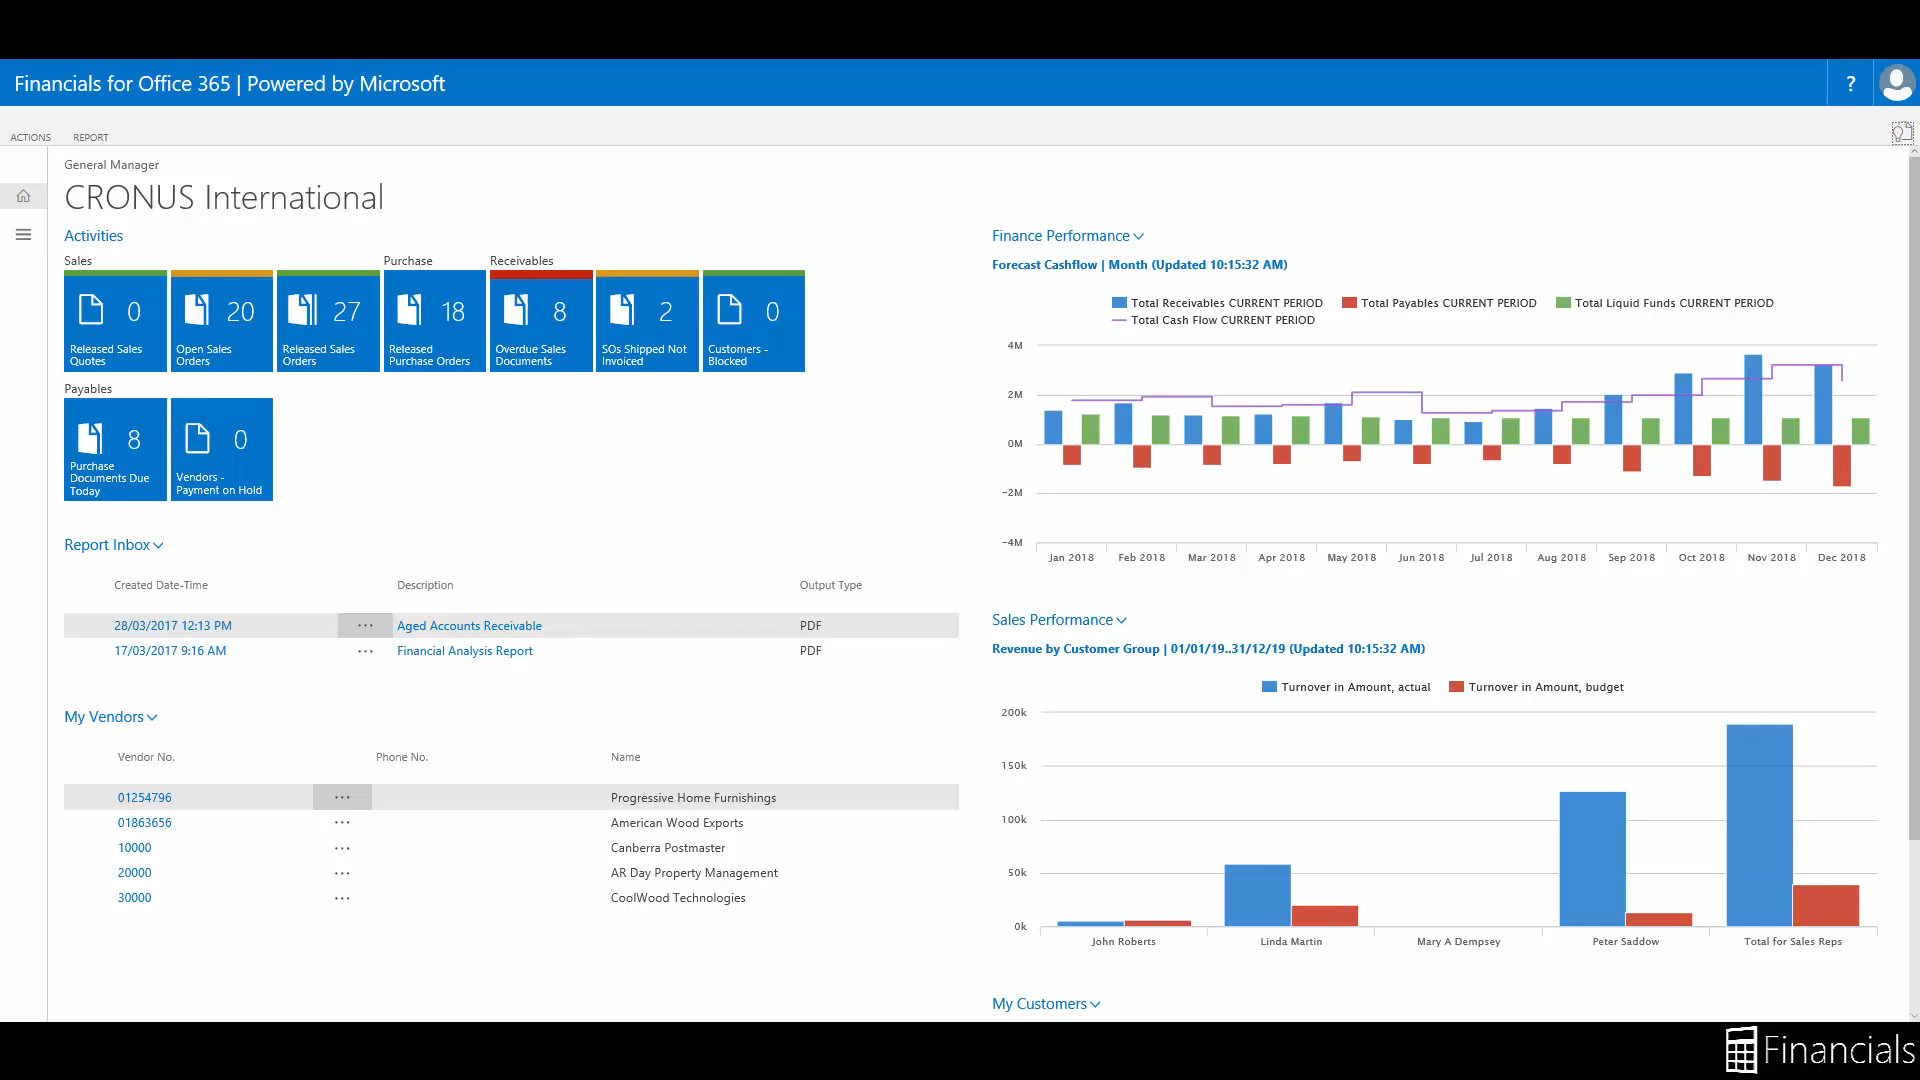 Financials for Office 365 | Powered by Microsoft
?
ACTIONS REPORT
General Manager
CRONUS International
Activities
Sales Purchase Receivables
0 20 27 18 8 2 0
Released Sales Quotes
Open Sales Orders
Released Sales Orders
Released Purchase Orders
Overdue Sales Documents
SOs Shipped Not Invoiced
Customers - Blocked
Payables
8 0
Purchase Documents Due Today
Vendors - Payment on Hold
Report Inbox
Created Date-Time Description Output Type
28/03/2017 12:13 PM ... Aged Accounts Receivable PDF
17/03/2017 9:16 AM ... Financial Analysis Report PDF
My Vendors
Vendor No. Phone No. Name
01254796 ... Progressive Home Furnishings
01863656 ... American Wood Exports
10000 ... Canberra Postmaster
20000 ... AR Day Property Management
30000 ... CoolWood Technologies
Finance Performance
Forecast Cashflow | Month (Updated 10:15:32 AM)
Total Receivables CURRENT PERIOD Total Payables CURRENT PERIOD Total Liquid Funds CURRENT PERIOD
Total Cash Flow CURRENT PERIOD
4M
2M
0M
-2M
-4M
Jan 2018 Feb 2018 Mar 2018 Apr 2018 May 2018 Jun 2018 Jul 2018 Aug 2018 Sep 2018 Oct 2018 Nov 2018 Dec 2018
Sales Performance
Revenue by Customer Group | 01/01/19..31/12/19 (Updated 10:15:32 AM)
Turnover in Amount, actual Turnover in Amount, budget
200k
150k
100k
50k
0k
John Roberts Linda Martin Mary A Dempsey Peter Saddow Total for Sales Reps
My Customers
Financials